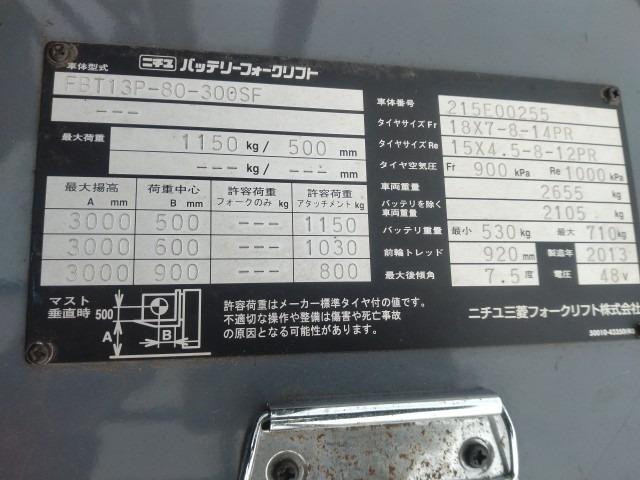 ニチユ バッテリーフォークリフト
車体型式
FBT13P-80-300SF
---
最大荷重 1150 kg/ 500 mm
--- kg/ --- mm
最大揚高 A mm 荷重中心 B mm 許容荷重 フォークのみ kg 許容荷重 アタッチメント kg
3000 500 --- 1150
3000 600 --- 1030
3000 900 --- 800
マスト垂直時 500 A B
許容荷重はメーカー標準タイヤ付の値です。
不適切な操作や整備は傷害や死亡事故
の原因となる可能性があります。
車体番号 215E00255
タイヤサイズ Fr 18X7-8-14PR
タイヤサイズ Re 15X4.5-8-12PR
タイヤ空気圧 Fr 900 kPa Re 1000 kPa
車両重量 2655 kg
バッテリを除く車両重量 2105 kg
バッテリ重量 最小 530 kg 最大 710 kg
前輪トレッド 920 mm 製造年 2013
最大後傾角 7.5 度 電圧 48 V
ニチユ三菱フォークリフト株式会社